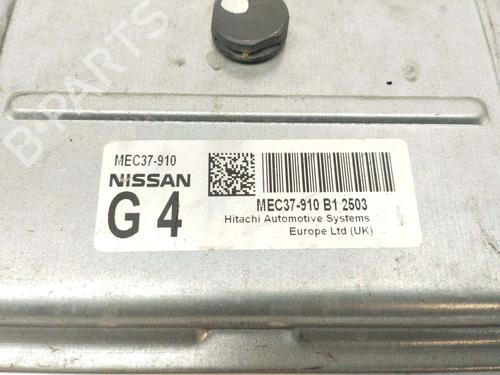 B-PARTS
MEC37-910
NISSAN
G 4
MEC37-910 B1 2503
Hitachi Automotive Systems
Europe Ltd (UK)